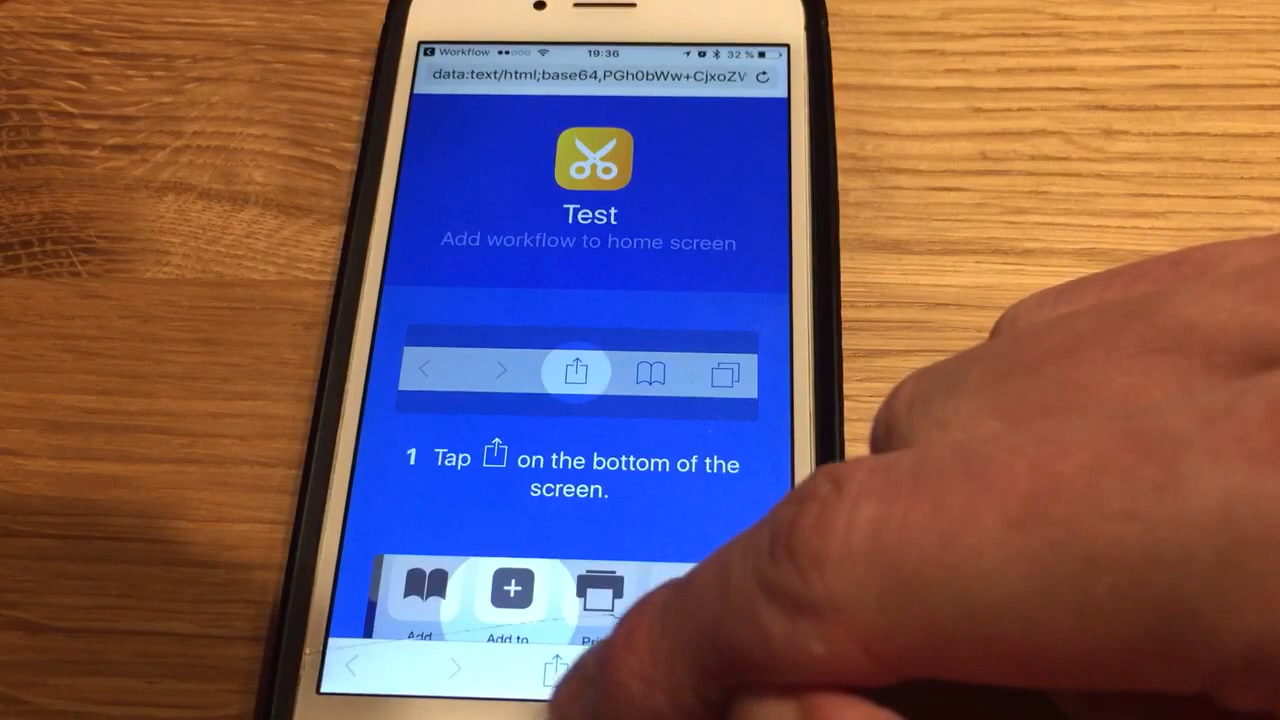 Workflow 19:36 32 %
data:text/html;base64,PGh0bWw+CjxoZV
Test
Add workflow to home screen
1 Tap on the bottom of the
screen.
Add Add to